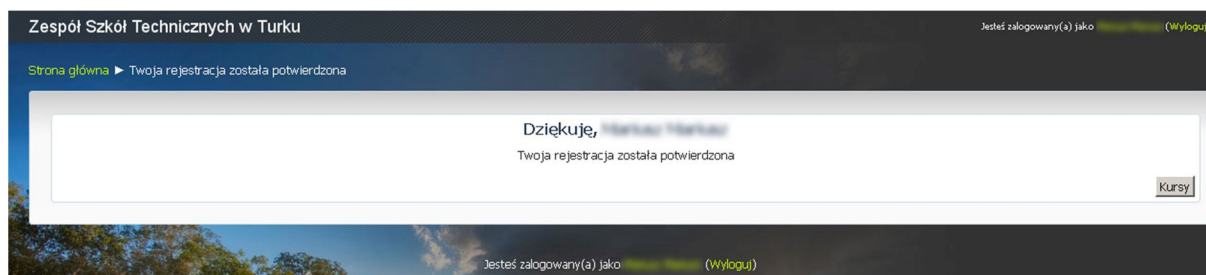 Zespół Szkół Technicznych w Turku
Jesteś zalogowany(a) jako (Wyloguj
Strona główna ► Twoja rejestracja została potwierdzona
Dziękuję,
Twoja rejestracja została potwierdzona
Kursy
Jesteś zalogowany(a) jako (Wyloguj)